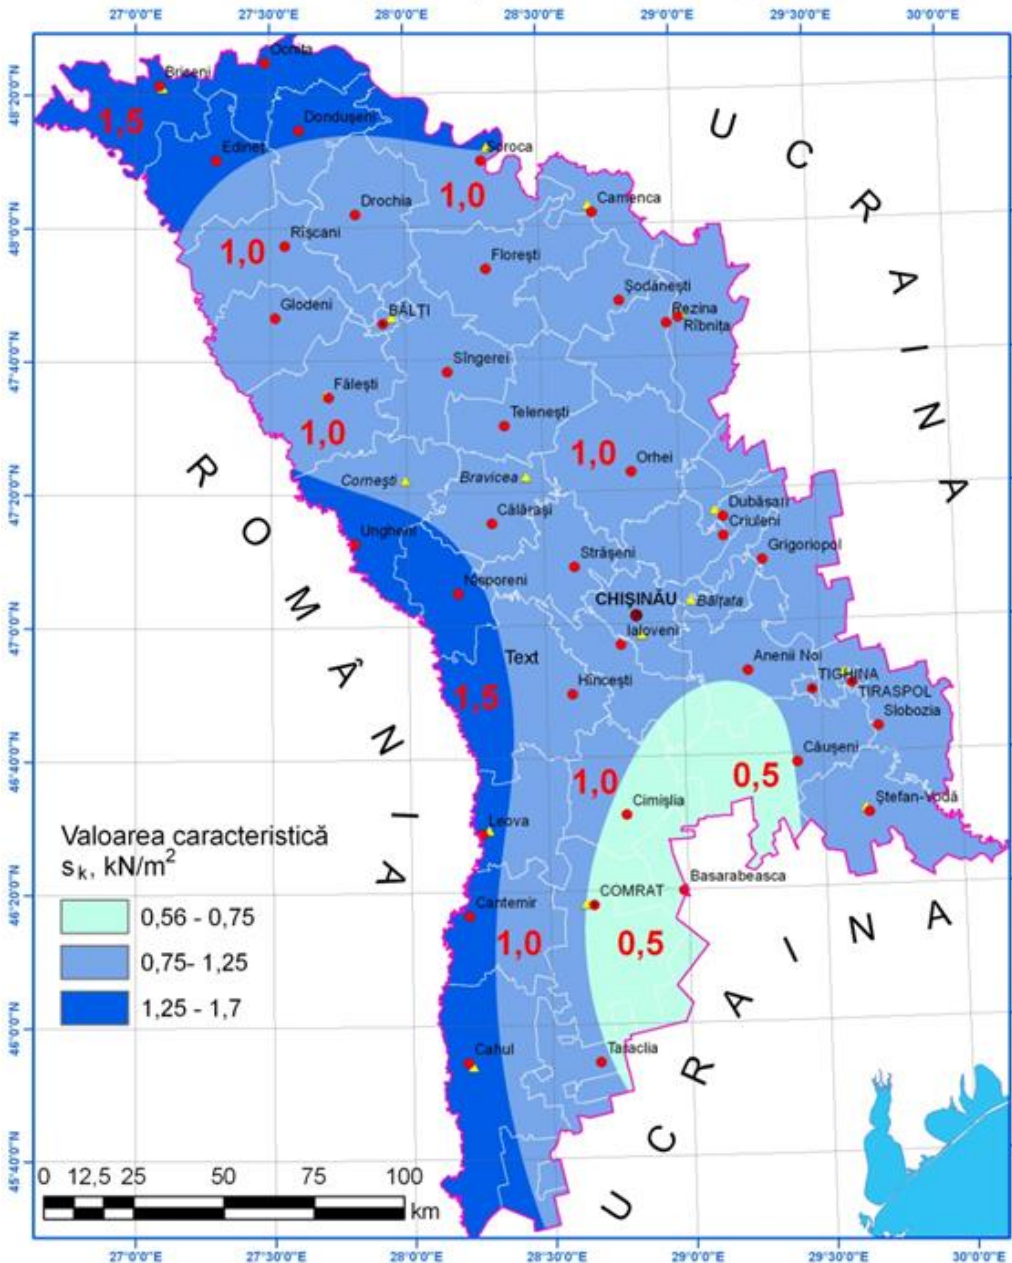 27°0'0"E 27°30'0"E 28°0'0"E 28°30'0"E 29°0'0"E 29°30'0"E 30°0'0"E
48°20'0"N
48°0'0"N
47°40'0"N
47°20'0"N
47°0'0"N
46°40'0"N
46°20'0"N
46°0'0"N
45°40'0"N
Ocnița
Briceni
1,5
Dondușeni
Edineț
Soroca
1,0
Camenca
Drochia
Rîșcani
1,0
Florești
Șodănești
Glodeni
BĂLȚI
Rezina
Rîbnița
Sîngerei
Fălești
Telenești
1,0
1,0
Orhei
Cornești
Bravicea
Dubăsari
Călărași
Criuleni
Ungheni
Grigoriopol
Strășeni
Nisporeni
CHIȘINĂU
Bălțata
Ialoveni
Text
Anenii Noi
Hîncești
TIGHINA
TIRASPOL
1,5
Slobozia
Căușeni
1,0
0,5
Cimișlia
Ștefan-Vodă
Leova
Basarabeasca
COMRAT
Cantemir
1,0
0,5
Cahul
Taraclia
UCRAINA
ROMÂNIA
UCRAINA
Valoarea caracteristică
sk, kN/m²
0,56 - 0,75
0,75- 1,25
1,25 - 1,7
0 12,5 25 50 75 100
km
27°0'0"E 27°30'0"E 28°0'0"E 28°30'0"E 29°0'0"E 29°30'0"E 30°0'0"E